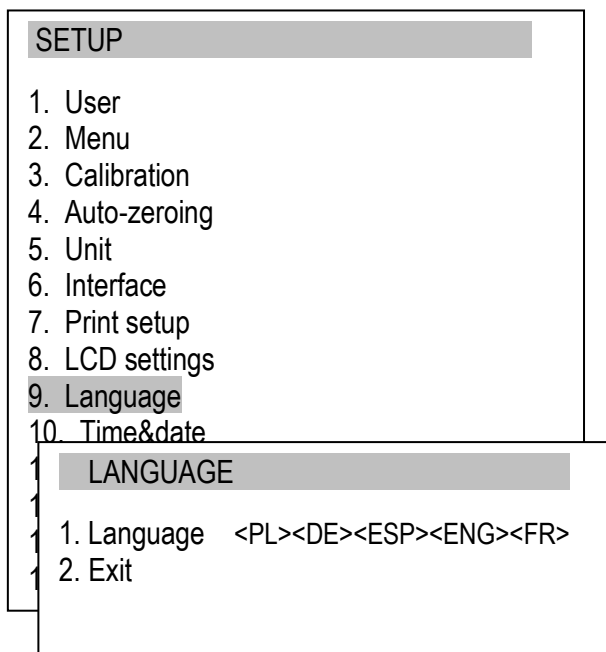 SETUP
1. User
2. Menu
3. Calibration
4. Auto-zeroing
5. Unit
6. Interface
7. Print setup
8. LCD settings
9. Language
10. Time&date
LANGUAGE
1. Language <PL><DE><ESP><ENG><FR>
2. Exit